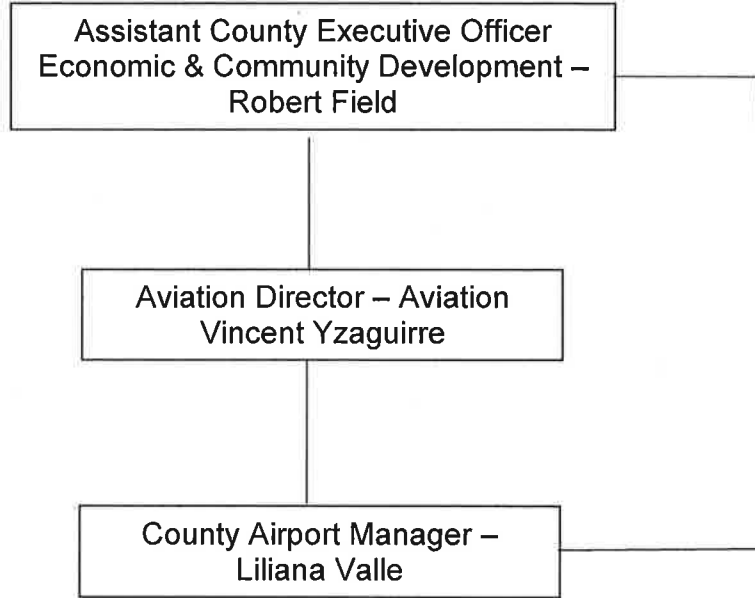 Assistant County Executive Officer
Economic & Community Development –
Robert Field
Aviation Director – Aviation
Vincent Yzaguirre
County Airport Manager –
Liliana Valle